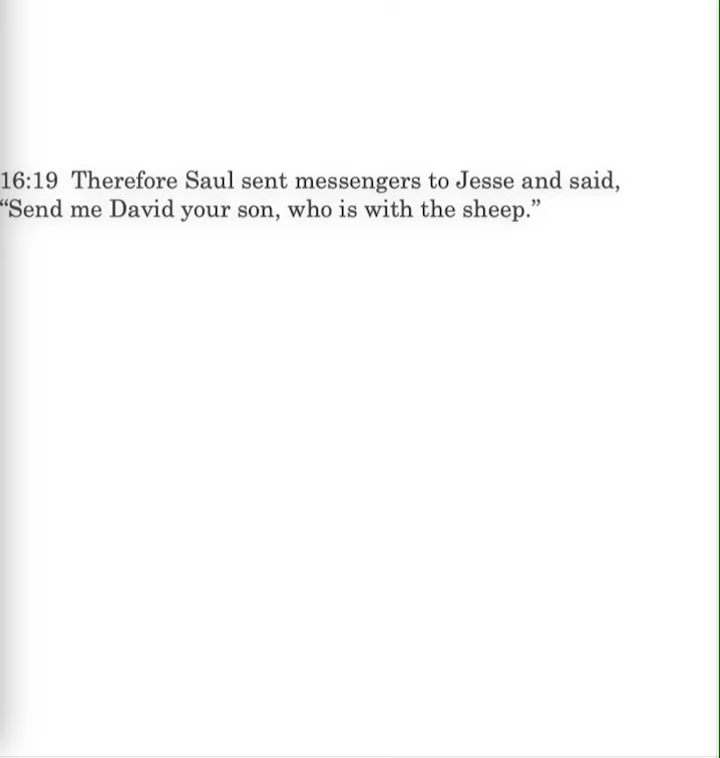 16:19 Therefore Saul sent messengers to Jesse and said,
“Send me David your son, who is with the sheep.”